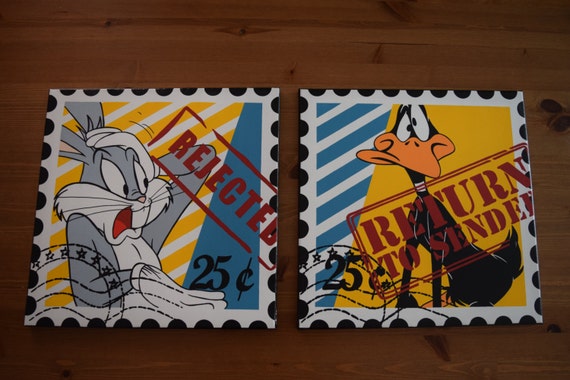 REJECTED
25¢
RETURN
TO SENDER
25¢